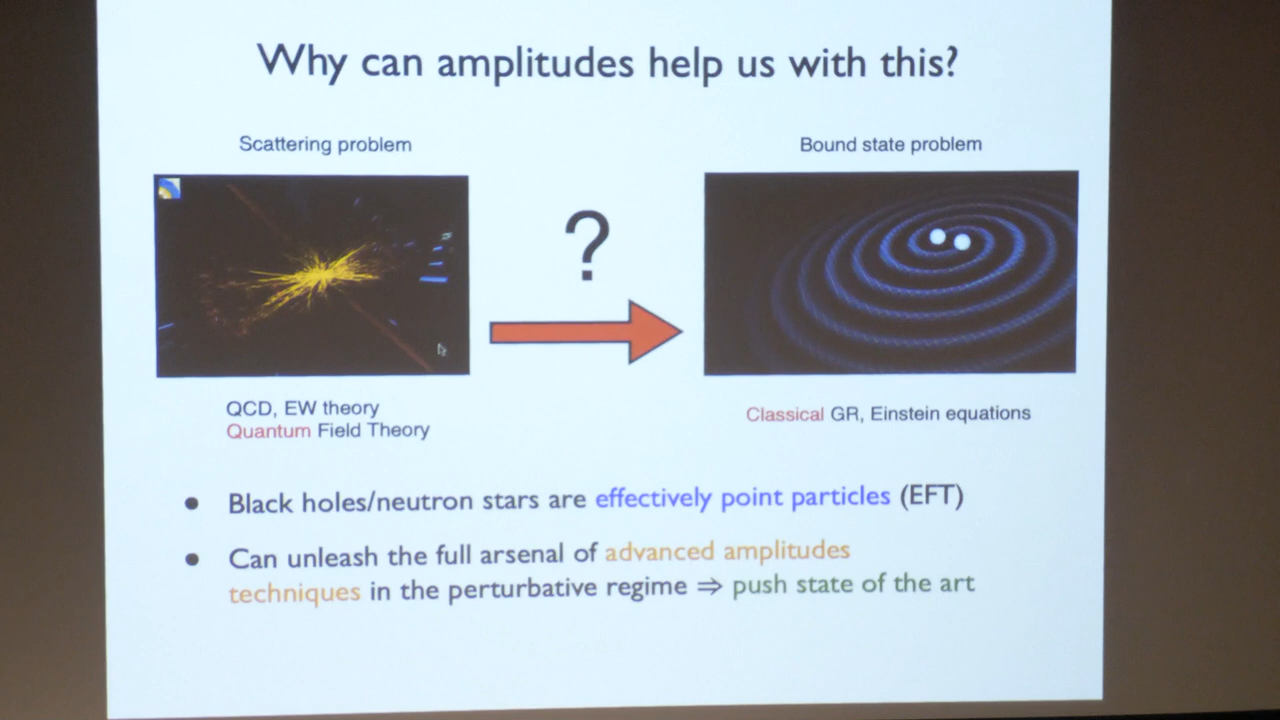 Why can amplitudes help us with this?
Scattering problem
Bound state problem
?
QCD, EW theory
Quantum Field Theory
Classical GR, Einstein equations
• Black holes/neutron stars are effectively point particles (EFT)
• Can unleash the full arsenal of advanced amplitudes
techniques in the perturbative regime ⇒ push state of the art